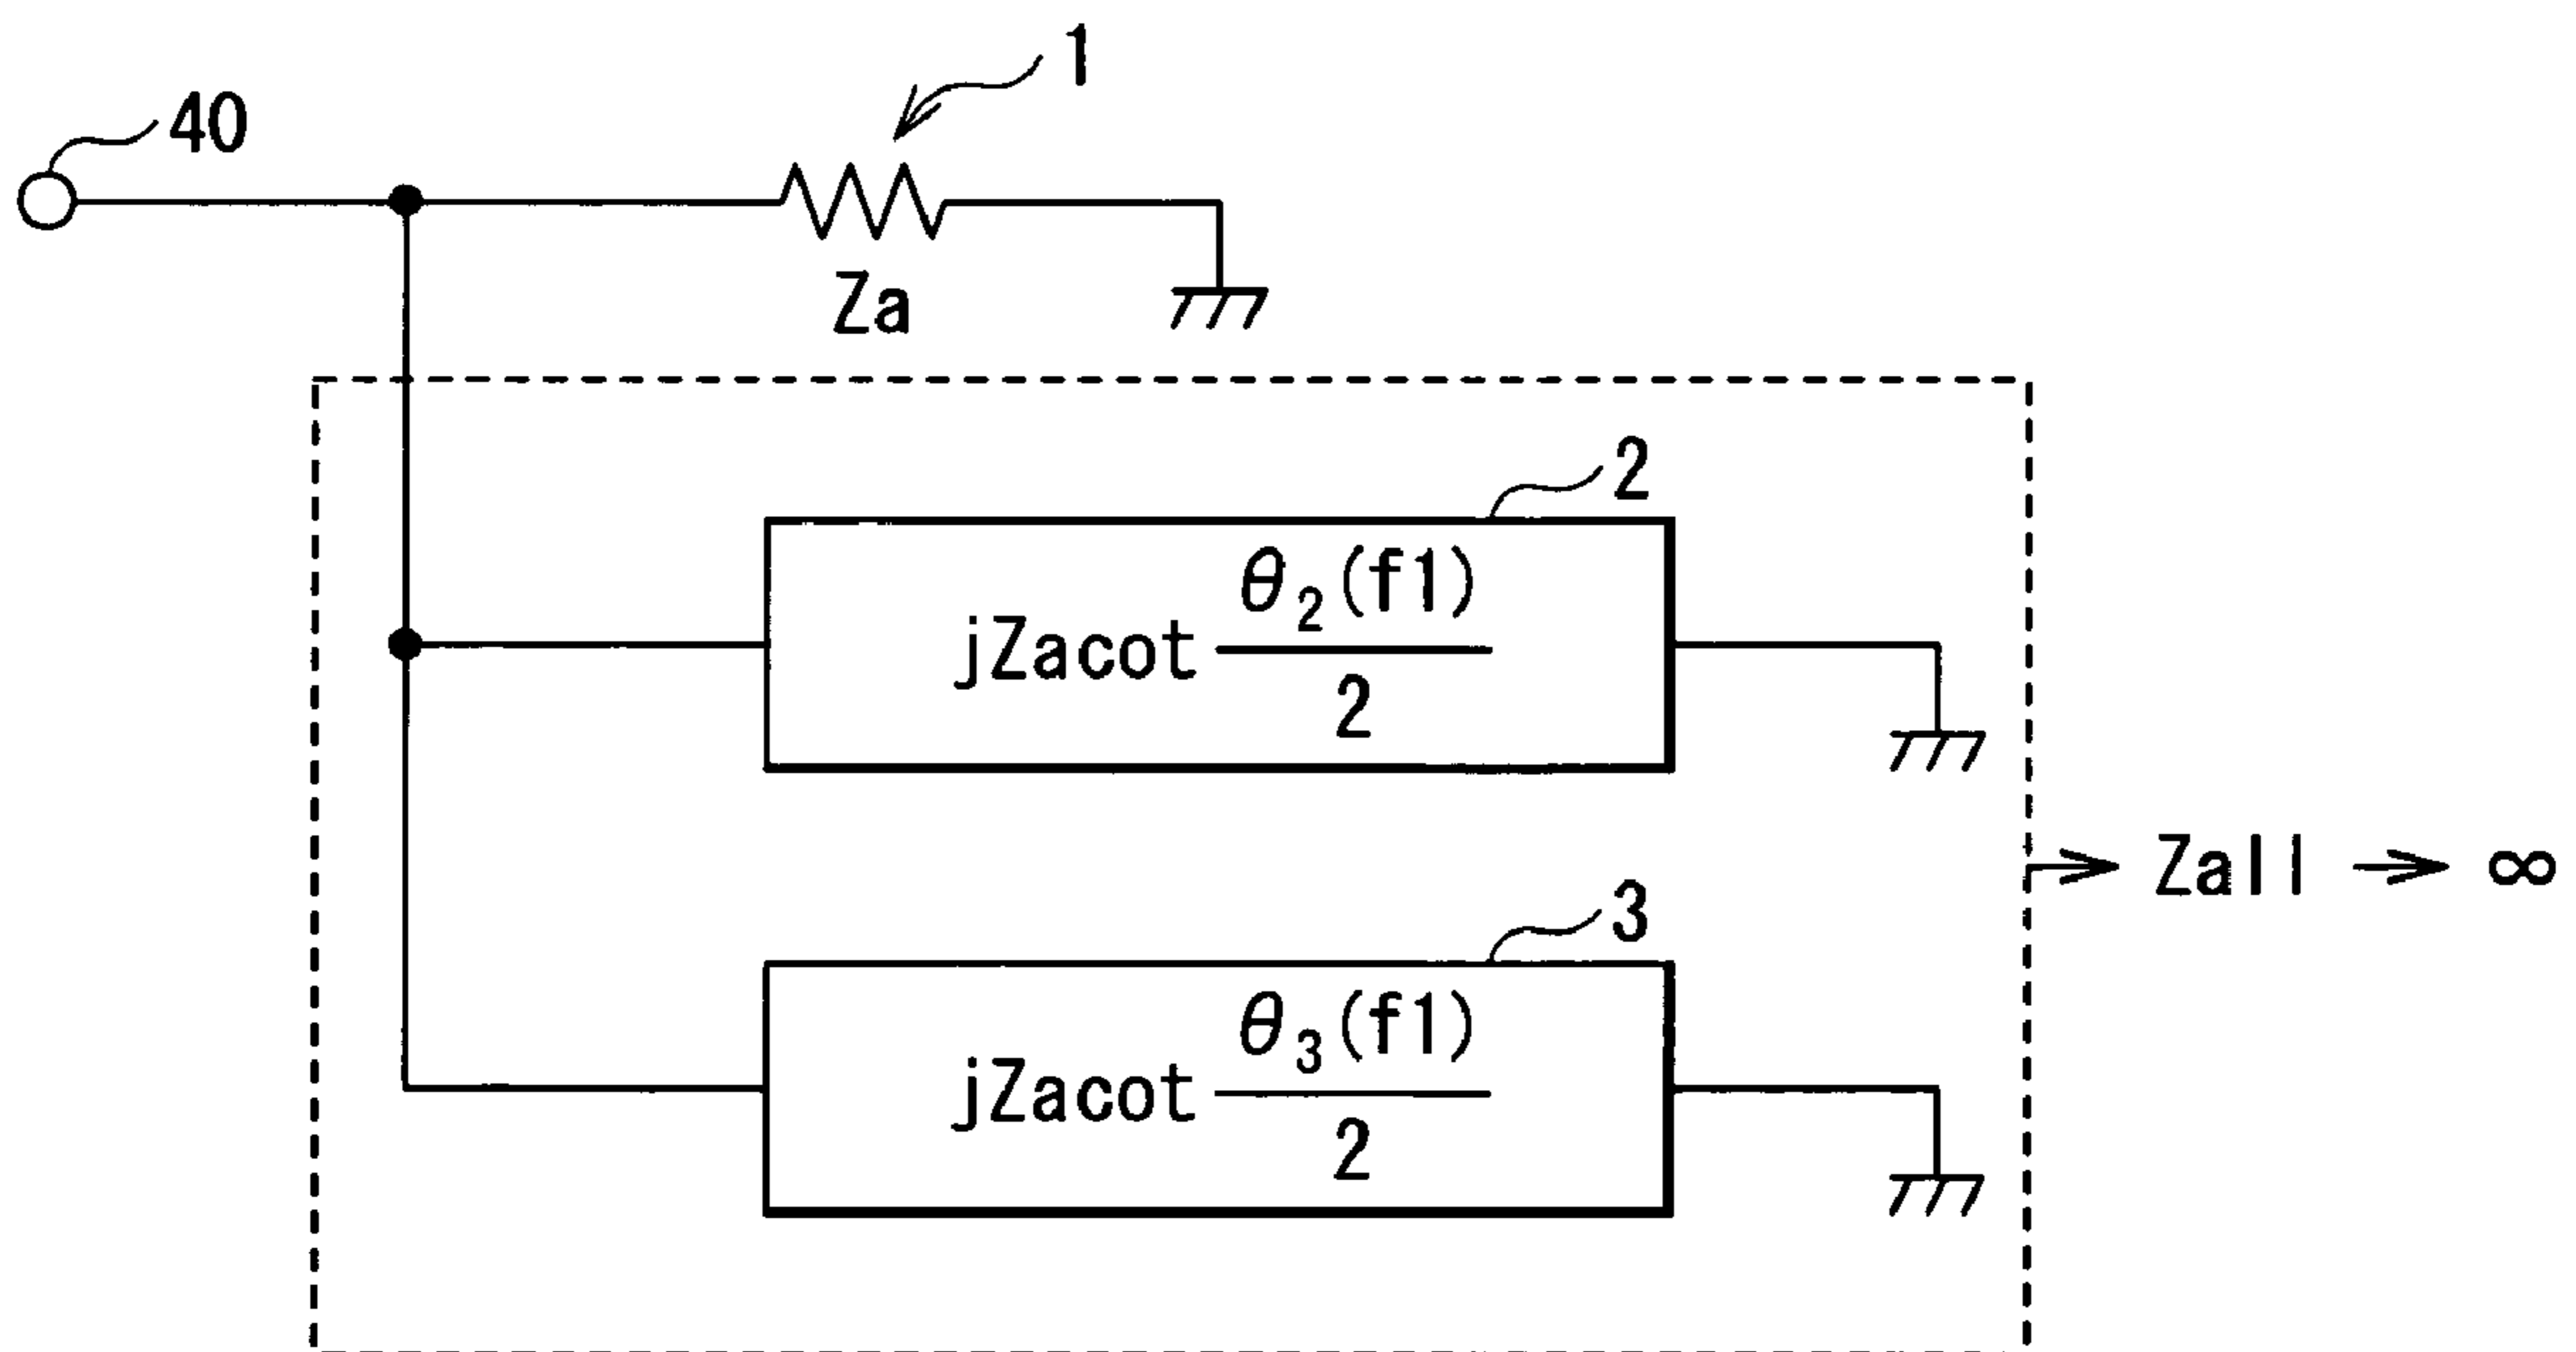 1
40
Za
2
jZacot θ₂(f1)/2
Zall → ∞
3
jZacot θ₃(f1)/2